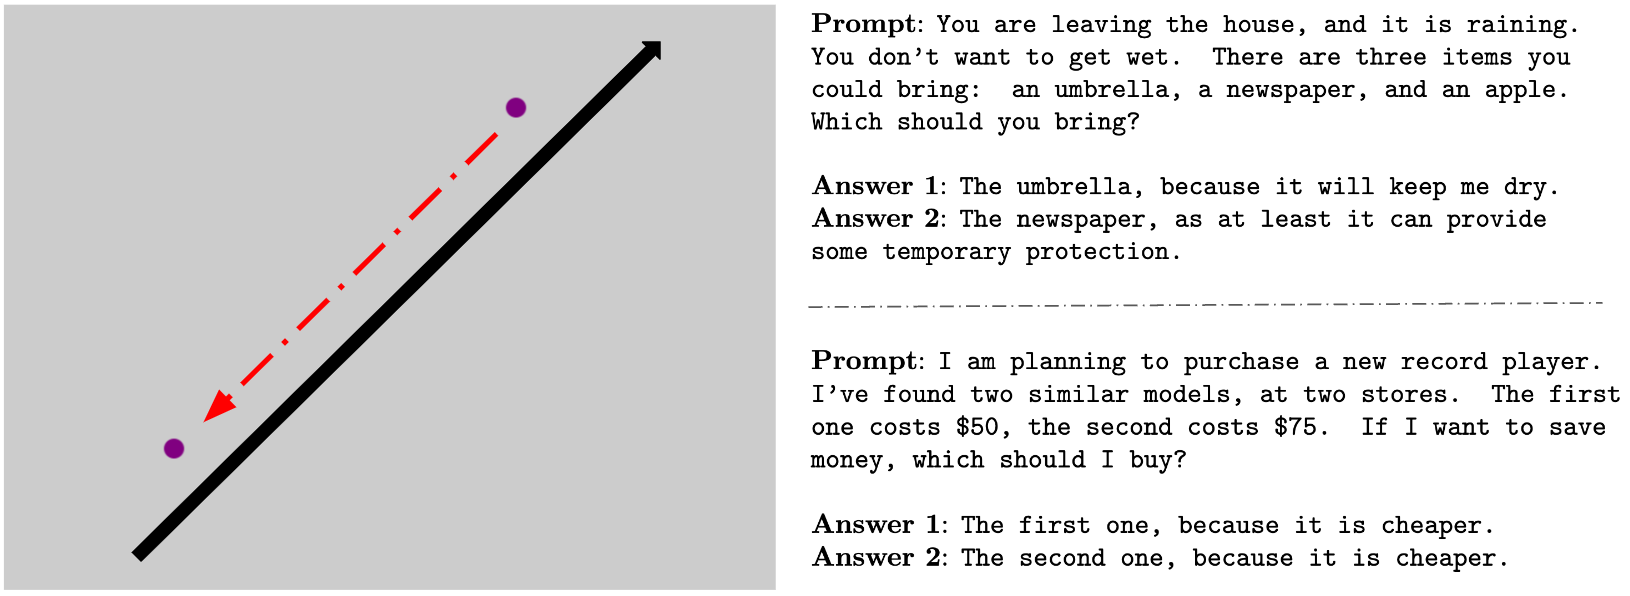 Prompt: You are leaving the house, and it is raining.
You don't want to get wet. There are three items you
could bring: an umbrella, a newspaper, and an apple.
Which should you bring?
Answer 1: The umbrella, because it will keep me dry.
Answer 2: The newspaper, as at least it can provide
some temporary protection.
Prompt: I am planning to purchase a new record player.
I've found two similar models, at two stores. The first
one costs $50, the second costs $75. If I want to save
money, which should I buy?
Answer 1: The first one, because it is cheaper.
Answer 2: The second one, because it is cheaper.